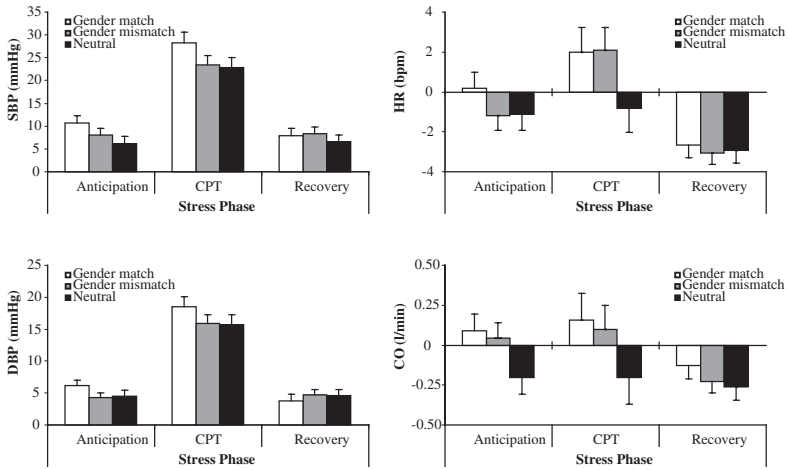 SBP (mmHg)
35
30
25
20
15
10
5
0
Gender match
Gender mismatch
Neutral
Anticipation CPT Recovery
Stress Phase
HR (bpm)
4
2
0
-2
-4
Gender match
Gender mismatch
Neutral
Anticipation CPT Recovery
Stress Phase
DBP (mmHg)
25
20
15
10
5
0
Gender match
Gender mismatch
Neutral
Anticipation CPT Recovery
Stress Phase
CO (l/min)
0.50
0.25
0
-0.25
-0.50
Gender match
Gender mismatch
Neutral
Anticipation CPT Recovery
Stress Phase